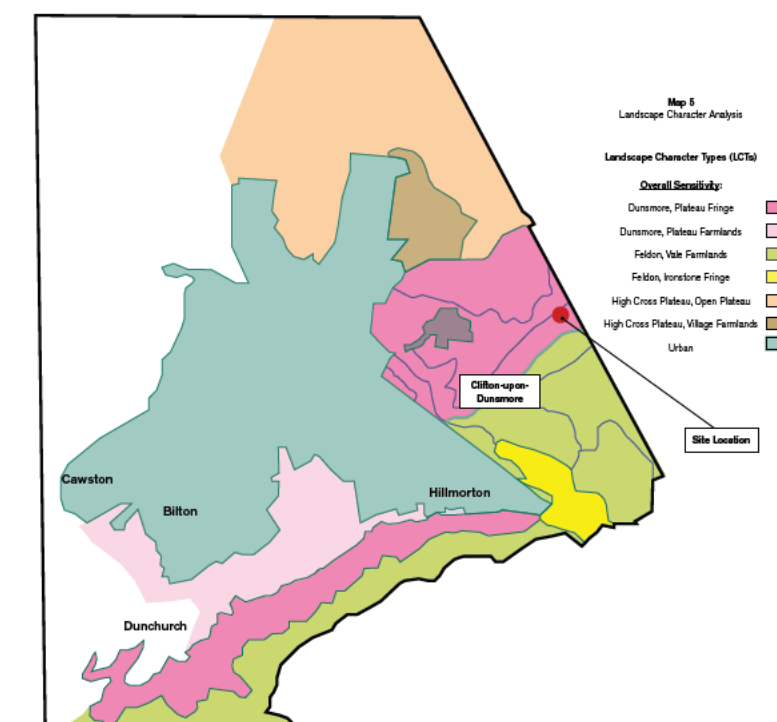 Map 5
Landscape Character Analysis
Landscape Character Types (LCTs)
Overall Sensitivity:
Dunsmore, Plateau Fringe
Dunsmore, Plateau Farmlands
Feldon, Vale Farmlands
Feldon, Ironstone Fringe
High Cross Plateau, Open Plateau
High Cross Plateau, Village Farmlands
Urban
Clifton-upon-
Dunsmore
Site Location
Cawston
Hillmorton
Bilton
Dunchurch